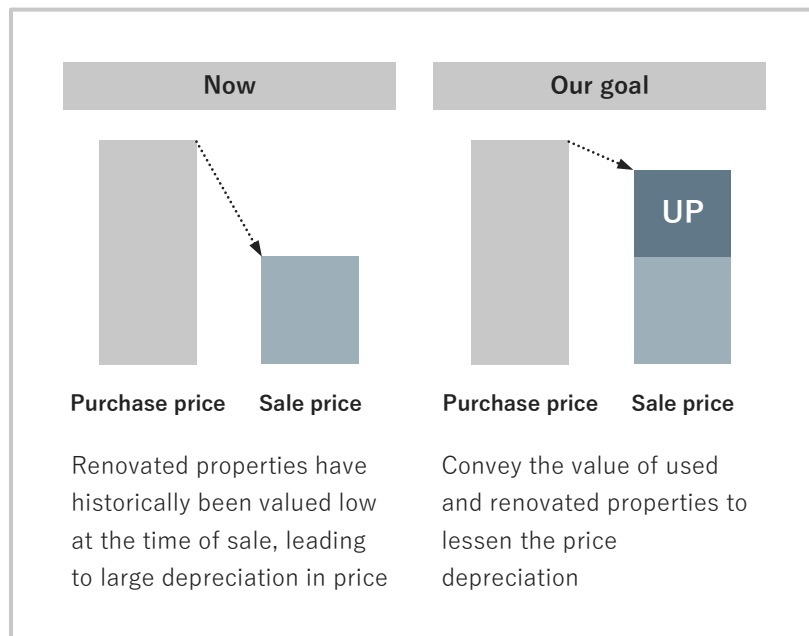 Now
Purchase price
Sale price
Renovated properties have
historically been valued low
at the time of sale, leading
to large depreciation in price
Our goal
UP
Purchase price
Sale price
Convey the value of used
and renovated properties to
lessen the price
depreciation